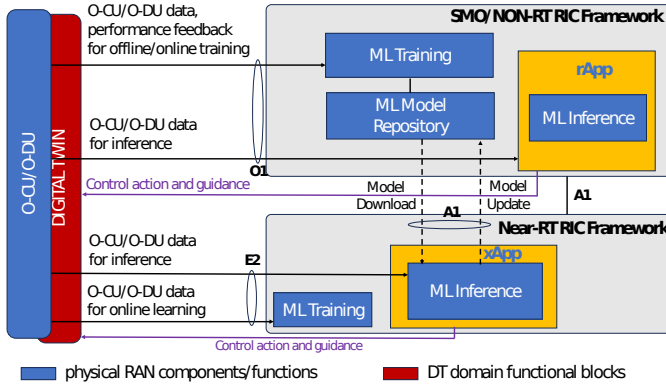 O-CU/O-DU data,
performance feedback
for offline/online training
SMO/NON-RT RIC Framework
ML Training
rApp
ML Model
Repository
ML Inference
O-CU/O-DU data
for inference
O1
Control action and guidance
Model
Download
Model
Update
A1
A1
O-CU/O-DU
DIGITAL TWIN
Near-RT RIC Framework
O-CU/O-DU data
for inference
E2
xApp
ML Inference
O-CU/O-DU data
for online learning
ML Training
Control action and guidance
physical RAN components/functions
DT domain functional blocks